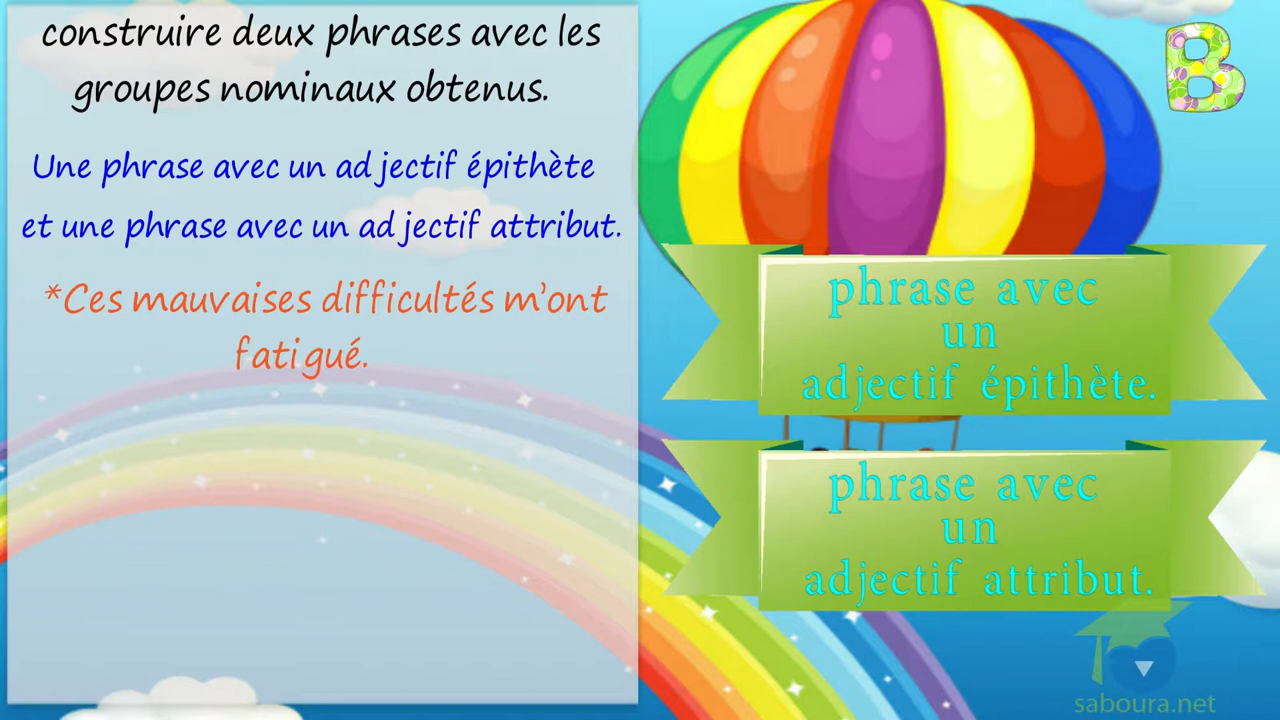 construire deux phrases avec les
groupes nominaux obtenus.
Une phrase avec un adjectif épithète
et une phrase avec un adjectif attribut.
*Ces mauvaises difficultés m'ont
fatigué.
B
phrase avec
un
adjectif épithète.
phrase avec
un
adjectif attribut.
saboura.net